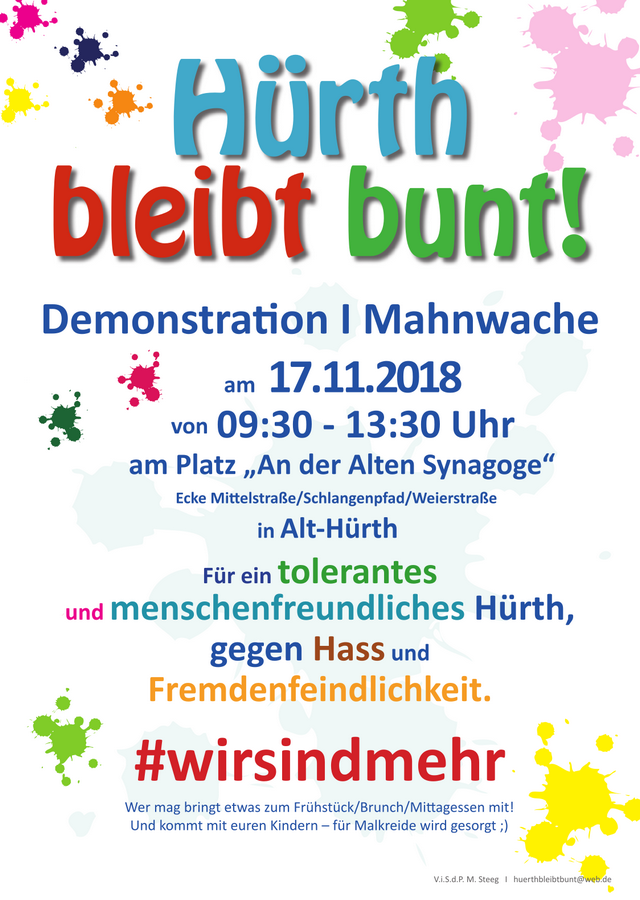 Hürth
bleibt bunt!
Demonstration I Mahnwache
am 17.11.2018
von 09:30 - 13:30 Uhr
am Platz „An der Alten Synagoge“
Ecke Mittelstraße/Schlangenpfad/Weierstraße
in Alt-Hürth
Für ein tolerantes
und menschenfreundliches Hürth,
gegen Hass und
Fremdenfeindlichkeit.
#wirsindmehr
Wer mag bringt etwas zum Frühstück/Brunch/Mittagessen mit!
Und kommt mit euren Kindern – für Malkreide wird gesorgt ;)
V.i.S.d.P. M. Steeg I huerthbleibtbunt@web.de